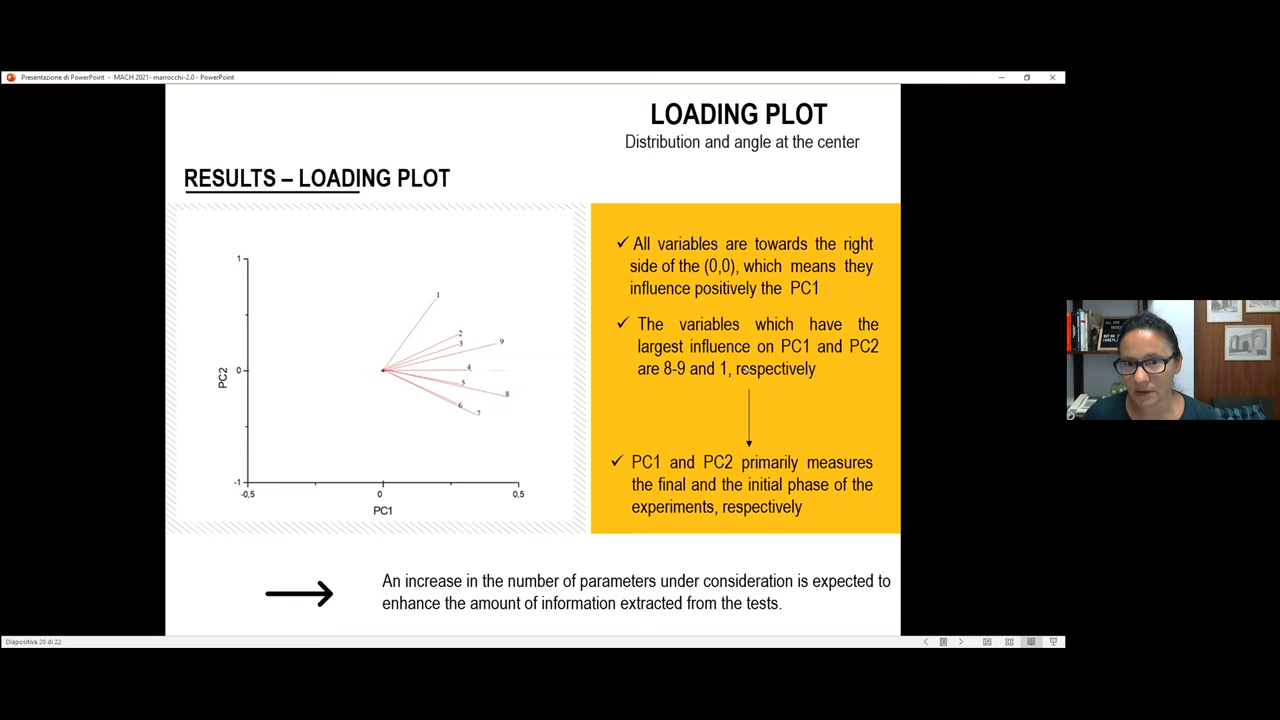 Presentazione di PowerPoint - MACH 2021- marrocchi-2.0 - PowerPoint
LOADING PLOT
Distribution and angle at the center
RESULTS – LOADING PLOT
1
0
-1
PC2
-0,5
0
0,5
PC1
1
2
3
9
4
5
8
6
7
✓ All variables are towards the right
side of the (0,0), which means they
influence positively the PC1
✓ The variables which have the
largest influence on PC1 and PC2
are 8-9 and 1, respectively
✓ PC1 and PC2 primarily measures
the final and the initial phase of the
experiments, respectively
An increase in the number of parameters under consideration is expected to
enhance the amount of information extracted from the tests.
Diapositiva 20 di 22